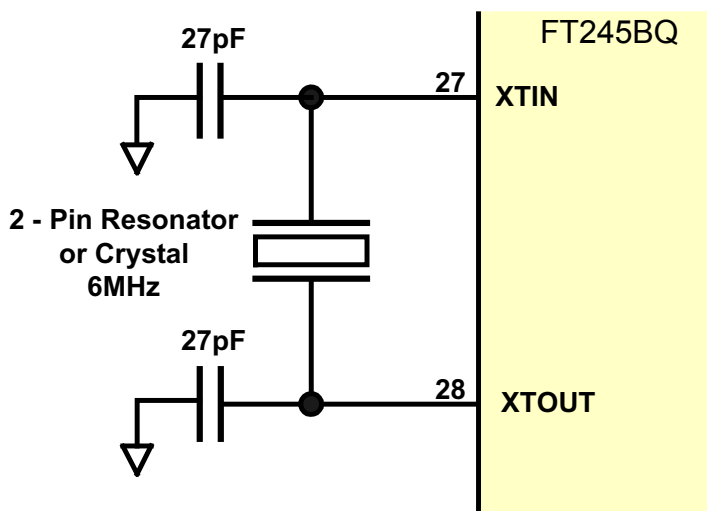 FT245BQ
27pF
27
XTIN
2 - Pin Resonator
or Crystal
6MHz
27pF
28
XTOUT